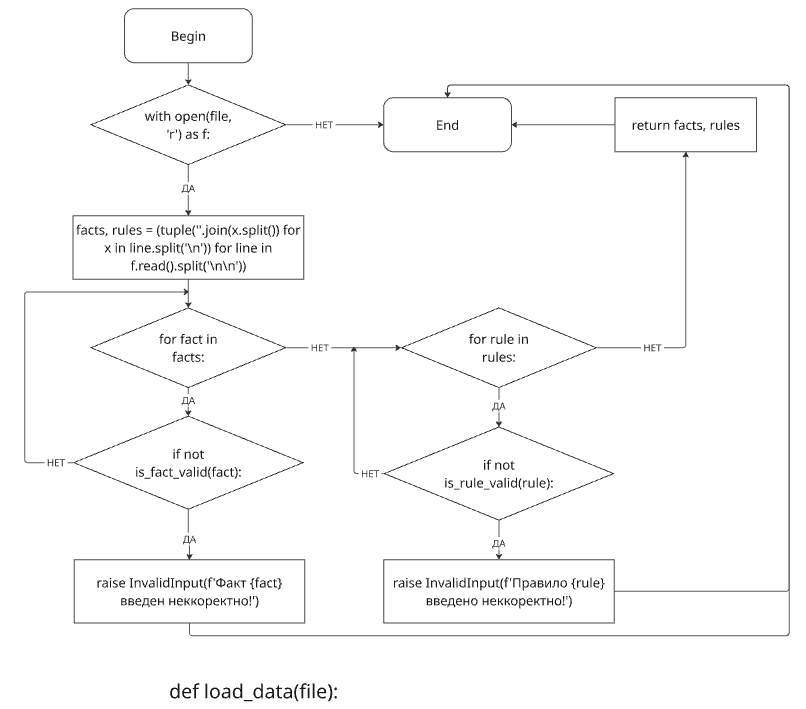 Begin
with open(file,
'r') as f:
НЕТ
End
return facts, rules
ДА
facts, rules = (tuple(''.join(x.split()) for
x in line.split('\n')) for line in
f.read().split('\n\n'))
for fact in
facts:
НЕТ
for rule in
rules:
НЕТ
ДА
ДА
if not
is_fact_valid(fact):
НЕТ
if not
is_rule_valid(rule):
НЕТ
ДА
ДА
raise InvalidInput(f'Факт {fact}
введен неккоректно!')
raise InvalidInput(f'Правило {rule}
введено неккоректно!')
def load_data(file):